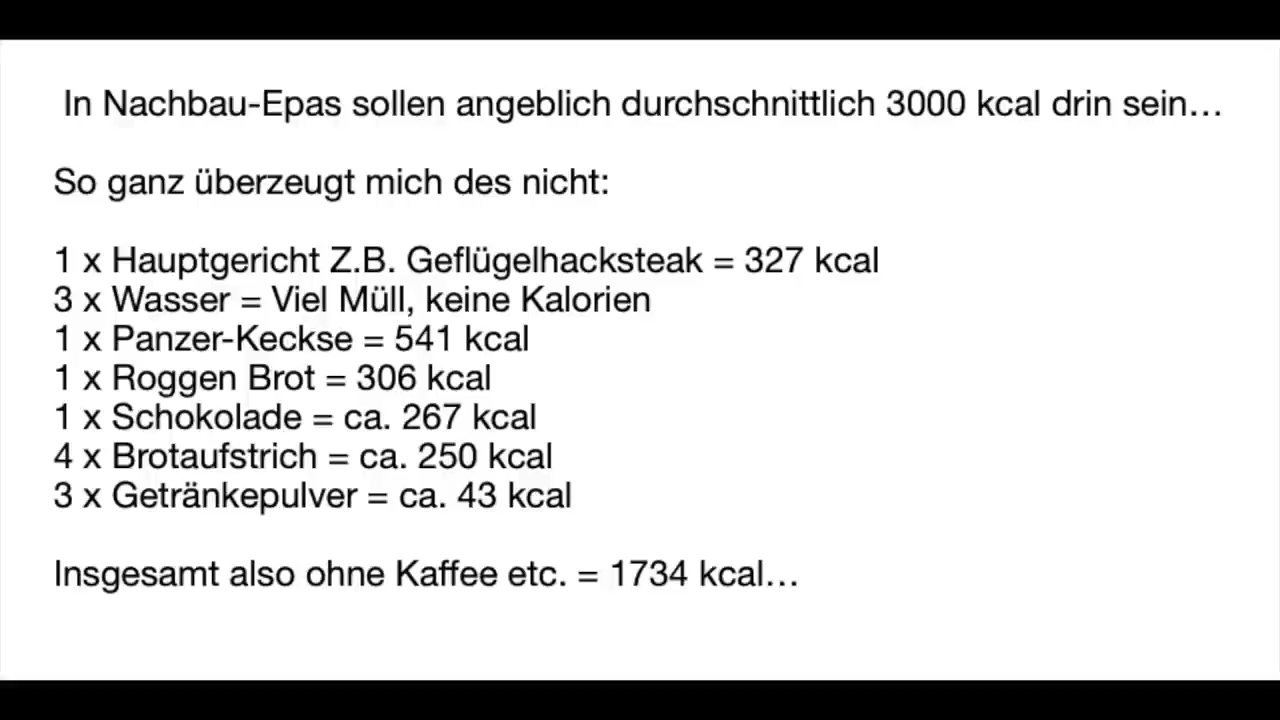 In Nachbau-Epas sollen angeblich durchschnittlich 3000 kcal drin sein…
So ganz überzeugt mich des nicht:
1 x Hauptgericht Z.B. Geflügelhacksteak = 327 kcal
3 x Wasser = Viel Müll, keine Kalorien
1 x Panzer-Keckse = 541 kcal
1 x Roggen Brot = 306 kcal
1 x Schokolade = ca. 267 kcal
4 x Brotaufstrich = ca. 250 kcal
3 x Getränkepulver = ca. 43 kcal
Insgesamt also ohne Kaffee etc. = 1734 kcal…